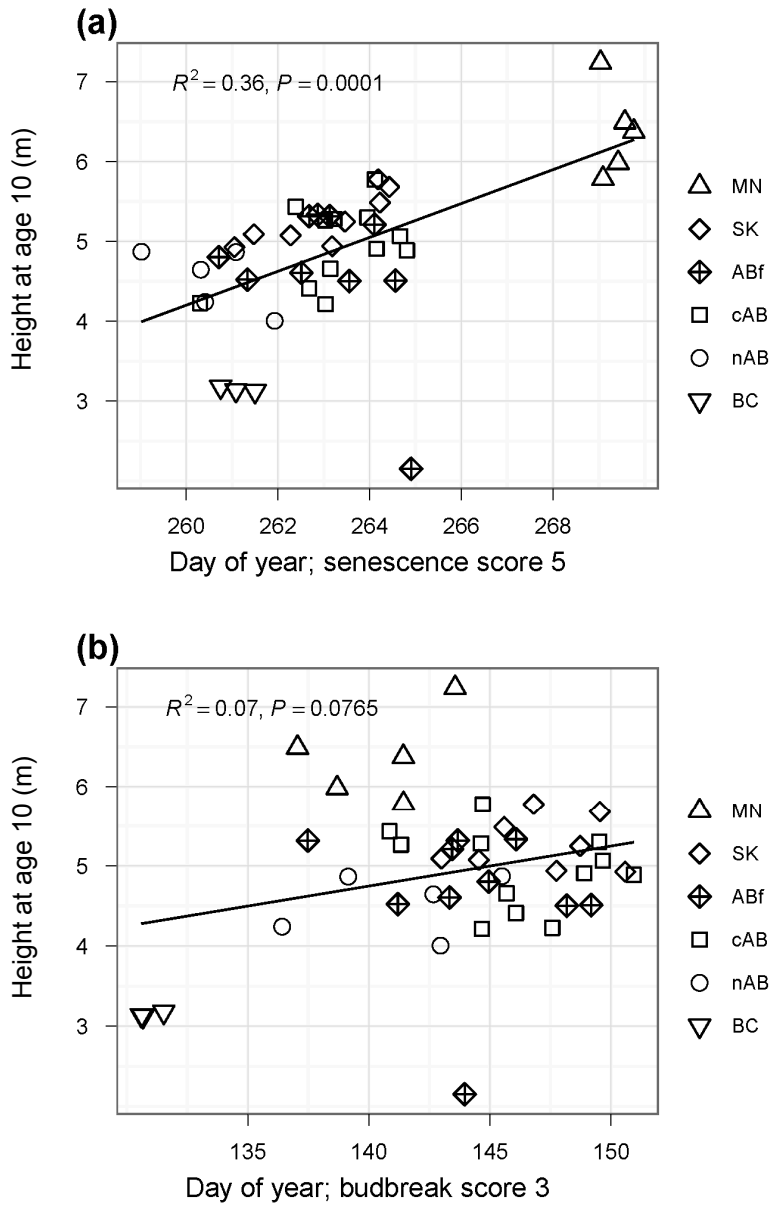 (a)
R² = 0.36, P = 0.0001
7
6
5
4
3
Height at age 10 (m)
260 262 264 266 268
Day of year; senescence score 5
MN
SK
ABf
cAB
nAB
BC
(b)
R² = 0.07, P = 0.0765
7
6
5
4
3
Height at age 10 (m)
135 140 145 150
Day of year; budbreak score 3
MN
SK
ABf
cAB
nAB
BC